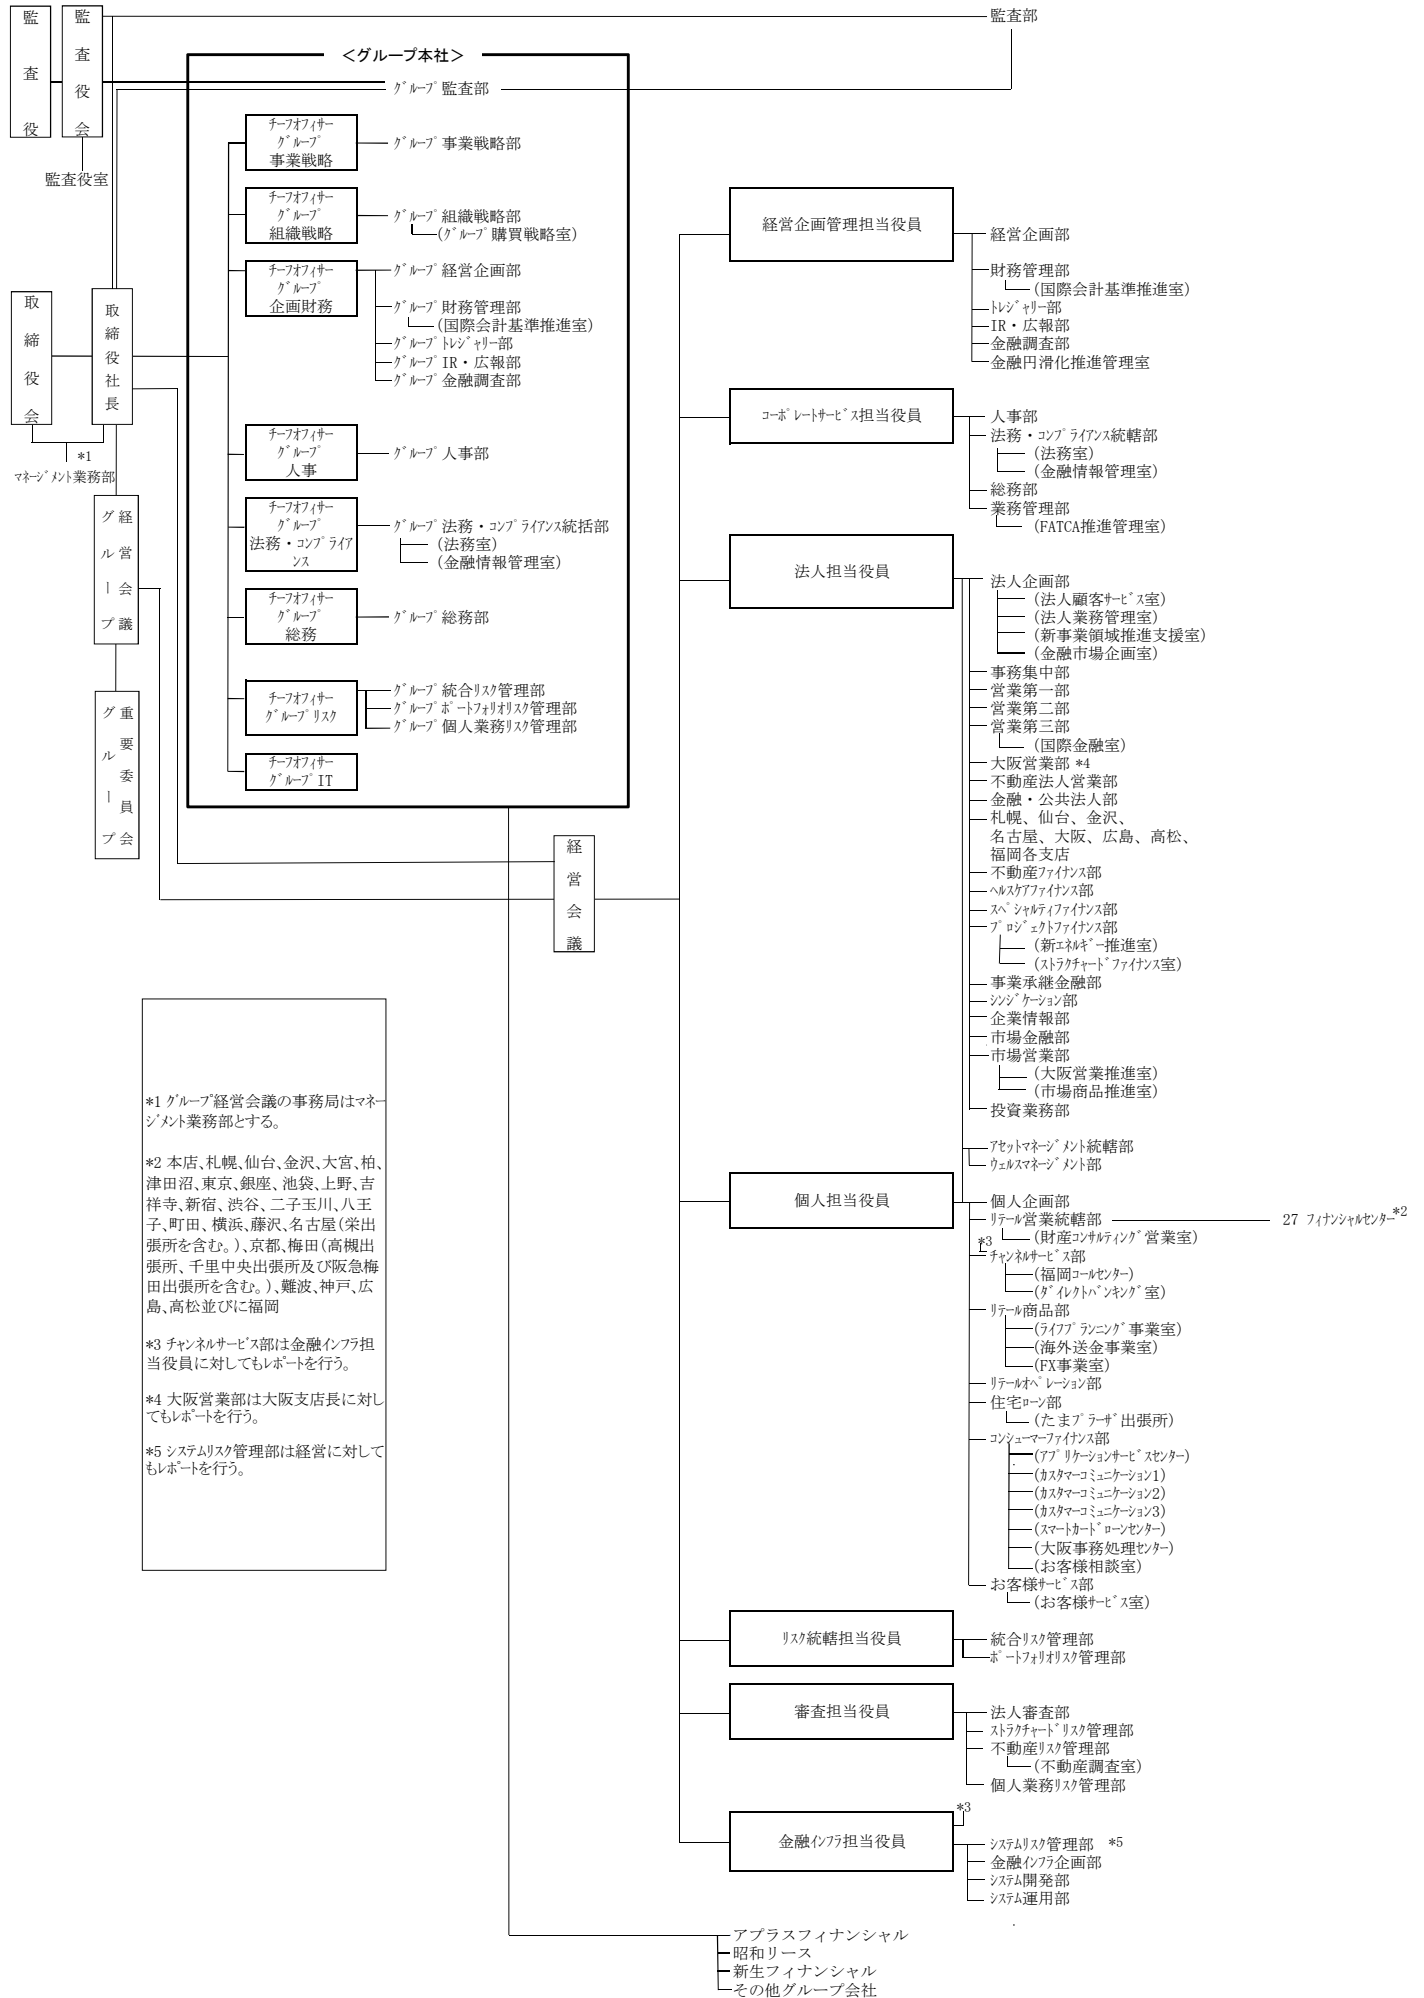 監査役
監査役会
監査役室
監査部
＜グループ本社＞
ｸﾞﾙｰﾌﾟ監査部
ﾁｰﾌｵﾌｨｻｰ
ｸﾞﾙｰﾌﾟ
事業戦略
ｸﾞﾙｰﾌﾟ事業戦略部
ﾁｰﾌｵﾌｨｻｰ
ｸﾞﾙｰﾌﾟ
組織戦略
ｸﾞﾙｰﾌﾟ組織戦略部
(ｸﾞﾙｰﾌﾟ購買戦略室)
ﾁｰﾌｵﾌｨｻｰ
ｸﾞﾙｰﾌﾟ
企画財務
ｸﾞﾙｰﾌﾟ経営企画部
ｸﾞﾙｰﾌﾟ財務管理部
(国際会計基準推進室)
ｸﾞﾙｰﾌﾟﾄﾚｼﾞｬﾘｰ部
ｸﾞﾙｰﾌﾟIR・広報部
ｸﾞﾙｰﾌﾟ金融調査部
取締役会
取締役社長
*1
ﾏﾈｰｼﾞﾒﾝﾄ業務部
ﾁｰﾌｵﾌｨｻｰ
ｸﾞﾙｰﾌﾟ
人事
ｸﾞﾙｰﾌﾟ人事部
ﾁｰﾌｵﾌｨｻｰ
ｸﾞﾙｰﾌﾟ
法務・ｺﾝﾌﾟﾗｲｱ
ﾝｽ
ｸﾞﾙｰﾌﾟ法務・ｺﾝﾌﾟﾗｲｱﾝｽ統括部
(法務室)
(金融情報管理室)
ﾁｰﾌｵﾌｨｻｰ
ｸﾞﾙｰﾌﾟ
総務
ｸﾞﾙｰﾌﾟ総務部
ﾁｰﾌｵﾌｨｻｰ
ｸﾞﾙｰﾌﾟﾘｽｸ
ｸﾞﾙｰﾌﾟ統合ﾘｽｸ管理部
ｸﾞﾙｰﾌﾟﾎﾟｰﾄﾌｫﾘｵﾘｽｸ管理部
ｸﾞﾙｰﾌﾟ個人業務ﾘｽｸ管理部
ﾁｰﾌｵﾌｨｻｰ
ｸﾞﾙｰﾌﾟIT
グループ
経営会議
グループ
重要委員会
経営会議
経営企画管理担当役員
経営企画部
財務管理部
(国際会計基準推進室)
ﾄﾚｼﾞｬﾘｰ部
IR・広報部
金融調査部
金融円滑化推進管理室
ｺｰﾎﾟﾚｰﾄｻｰﾋﾞｽ担当役員
人事部
法務・ｺﾝﾌﾟﾗｲｱﾝｽ統轄部
(法務室)
(金融情報管理室)
総務部
業務管理部
(FATCA推進管理室)
法人担当役員
法人企画部
(法人顧客ｻｰﾋﾞｽ室)
(法人業務管理室)
(新事業領域推進支援室)
(金融市場企画室)
事務集中部
営業第一部
営業第二部
営業第三部
(国際金融室)
大阪営業部 *4
不動産法人営業部
金融・公共法人部
札幌、仙台、金沢、
名古屋、大阪、広島、高松、
福岡各支店
不動産ﾌｧｲﾅﾝｽ部
ﾍﾙｽｹｱﾌｧｲﾅﾝｽ部
ｽﾍﾟｼｬﾙﾃｨﾌｧｲﾅﾝｽ部
ﾌﾟﾛｼﾞｪｸﾄﾌｧｲﾅﾝｽ部
(新ｴﾈﾙｷﾞｰ推進室)
(ｽﾄﾗｸﾁｬｰﾄﾞﾌｧｲﾅﾝｽ室)
事業承継金融部
ｼﾝｼﾞｹｰｼｮﾝ部
企業情報部
市場金融部
市場営業部
(大阪営業推進室)
(市場商品推進室)
投資業務部
ｱｾｯﾄﾏﾈｰｼﾞﾒﾝﾄ統轄部
ｳｪﾙｽﾏﾈｰｼﾞﾒﾝﾄ部
個人担当役員
個人企画部
ﾘﾃｰﾙ営業統轄部
27 ﾌｨﾅﾝｼｬﾙｾﾝﾀｰ*2
(財産ｺﾝｻﾙﾃｨﾝｸﾞ営業室)
*3
ﾁｬﾝﾈﾙｻｰﾋﾞｽ部
(福岡ｺｰﾙｾﾝﾀｰ)
(ﾀﾞｲﾚｸﾄﾊﾞﾝｷﾝｸﾞ室)
ﾘﾃｰﾙ商品部
(ﾗｲﾌﾌﾟﾗﾝﾆﾝｸﾞ事業室)
(海外送金事業室)
(FX事業室)
ﾘﾃｰﾙｵﾍﾟﾚｰｼｮﾝ部
住宅ﾛｰﾝ部
(たまﾌﾟﾗｰｻﾞ出張所)
ｺﾝｼｭｰﾏｰﾌｧｲﾅﾝｽ部
(ｱﾌﾟﾘｹｰｼｮﾝｻｰﾋﾞｽｾﾝﾀｰ)
(ｶｽﾀﾏｰｺﾐｭﾆｹｰｼｮﾝ1)
(ｶｽﾀﾏｰｺﾐｭﾆｹｰｼｮﾝ2)
(ｶｽﾀﾏｰｺﾐｭﾆｹｰｼｮﾝ3)
(ｽﾏｰﾄｶｰﾄﾞﾛｰﾝｾﾝﾀｰ)
(大阪事務処理ｾﾝﾀｰ)
(お客様相談室)
お客様ｻｰﾋﾞｽ部
(お客様ｻｰﾋﾞｽ室)
ﾘｽｸ統轄担当役員
統合ﾘｽｸ管理部
ﾎﾟｰﾄﾌｫﾘｵﾘｽｸ管理部
審査担当役員
法人審査部
ｽﾄﾗｸﾁｬｰﾄﾞﾘｽｸ管理部
不動産ﾘｽｸ管理部
(不動産調査室)
個人業務ﾘｽｸ管理部
*3
金融ｲﾝﾌﾗ担当役員
ｼｽﾃﾑﾘｽｸ管理部 *5
金融ｲﾝﾌﾗ企画部
ｼｽﾃﾑ開発部
ｼｽﾃﾑ運用部
アプラスフィナンシャル
昭和リース
新生フィナンシャル
その他グループ会社
*1 ｸﾞﾙｰﾌﾟ経営会議の事務局はﾏﾈｰ
ｼﾞﾒﾝﾄ業務部とする。
*2 本店、札幌、仙台、金沢、大宮、柏、
津田沼、東京、銀座、池袋、上野、吉
祥寺、新宿、渋谷、二子玉川、八王
子、町田、横浜、藤沢、名古屋(栄出
張所を含む。)、京都、梅田(高槻出
張所、千里中央出張所及び阪急梅
田出張所を含む。)、難波、神戸、広
島、高松並びに福岡
*3 ﾁｬﾝﾈﾙｻｰﾋﾞｽ部は金融ｲﾝﾌﾗ担
当役員に対してもﾚﾎﾟｰﾄを行う。
*4 大阪営業部は大阪支店長に対し
てもﾚﾎﾟｰﾄを行う。
*5 ｼｽﾃﾑﾘｽｸ管理部は経営に対して
もﾚﾎﾟｰﾄを行う。